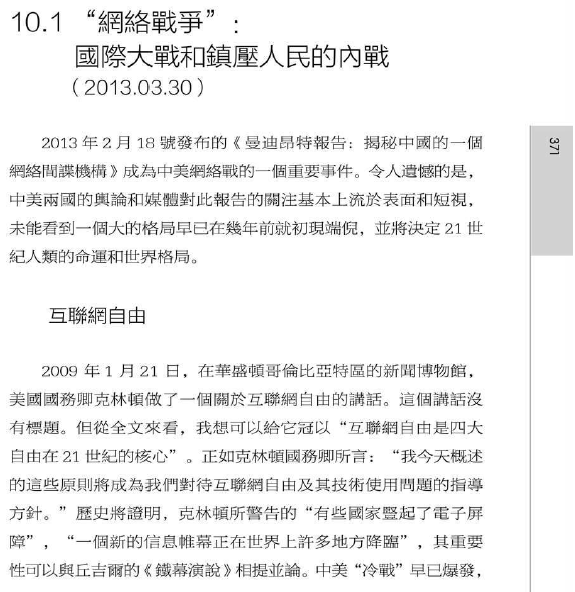 10.1 “網絡戰爭”：
國際大戰和鎮壓人民的內戰
（2013.03.30）
2013 年 2 月 18 號發布的《曼迪昂特報告：揭秘中國的一個
網絡間諜機構》成為中美網絡戰的一個重要事件。令人遺憾的是，
中美兩國的輿論和媒體對此報告的關注基本上流於表面和短視，
未能看到一個大的格局早已在幾年前就初現端倪，並將決定 21 世
紀人類的命運和世界格局。
371
互聯網自由
2009 年 1 月 21 日，在華盛頓哥倫比亞特區的新聞博物館，
美國國務卿克林頓做了一個關於互聯網自由的講話。這個講話沒
有標題。但從全文來看，我想可以給它冠以“互聯網自由是四大
自由在 21 世紀的核心”。正如克林頓國務卿所言：“我今天概述
的這些原則將成為我們對待互聯網自由及其技術使用問題的指導
方針。”歷史將證明，克林頓所警告的“有些國家豎起了電子屏
障”，“一個新的信息帷幕正在世界上許多地方降臨”，其重要
性可以與丘吉爾的《鐵幕演說》相提並論。中美“冷戰”早已爆發，